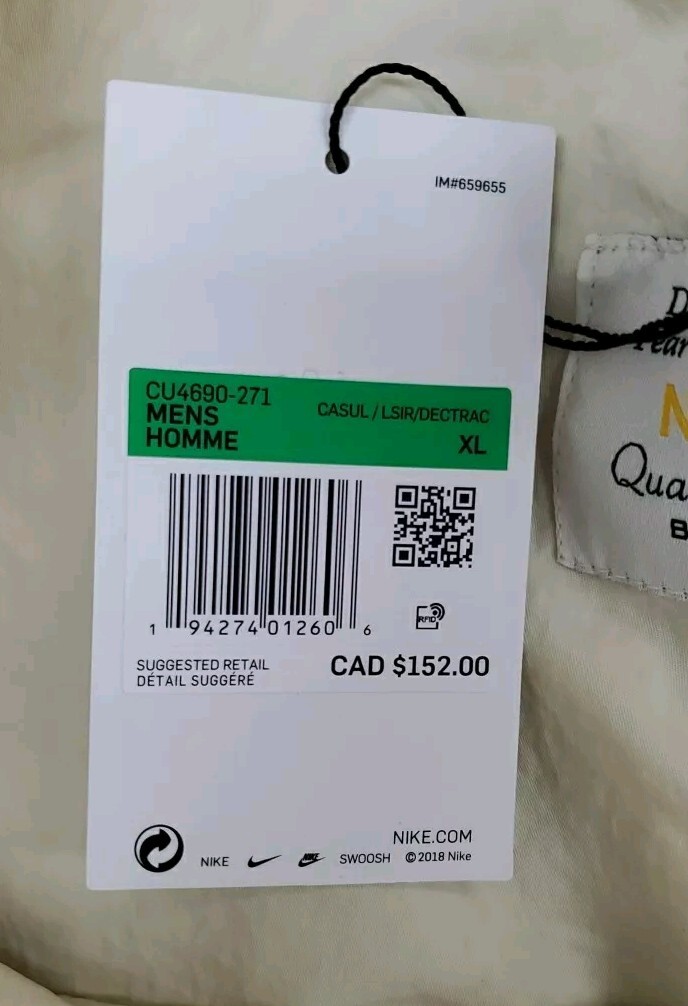 IM#659655
CU4690-271
MENS CASUL / LSIR/DECTRAC
HOMME XL
1 94274 01260 6
RFID
SUGGESTED RETAIL CAD $152.00
DÉTAIL SUGGÉRÉ
NIKE.COM
NIKE NIKE SWOOSH ©2018 Nike